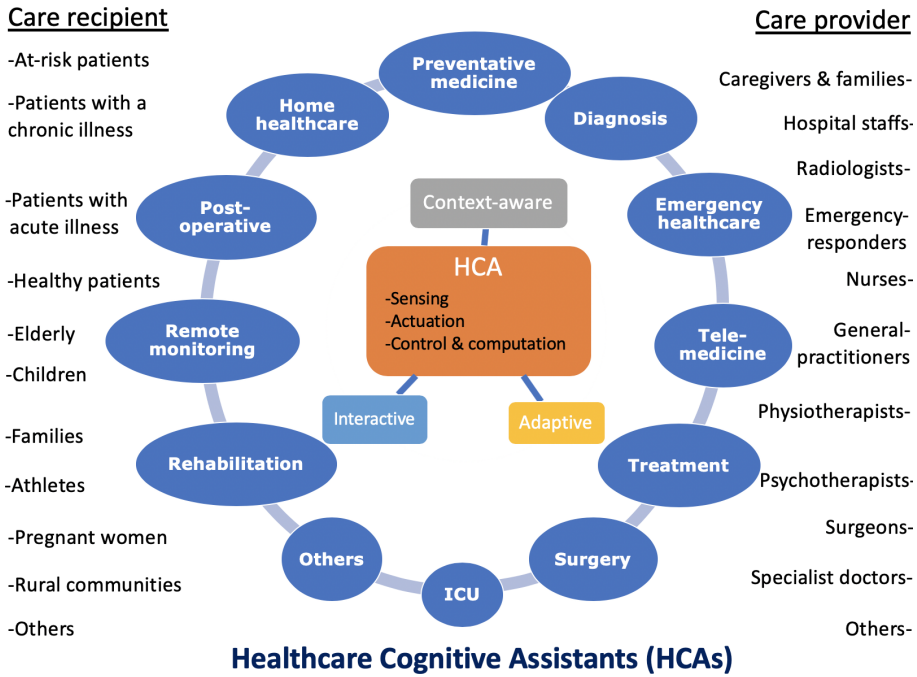 Care recipient
-At-risk patients
-Patients with a
chronic illness
-Patients with
acute illness
-Healthy patients
-Elderly
-Children
-Families
-Athletes
-Pregnant women
-Rural communities
-Others
Preventative
medicine
Diagnosis
Emergency
healthcare
Tele-
medicine
Treatment
Surgery
ICU
Others
Rehabilitation
Remote
monitoring
Post-
operative
Home
healthcare
Context-aware
HCA
-Sensing
-Actuation
-Control & computation
Interactive
Adaptive
Care provider
Caregivers & families-
Hospital staffs-
Radiologists-
Emergency-
responders
Nurses-
General-
practitioners
Physiotherapists-
Psychotherapists-
Surgeons-
Specialist doctors-
Others-
Healthcare Cognitive Assistants (HCAs)